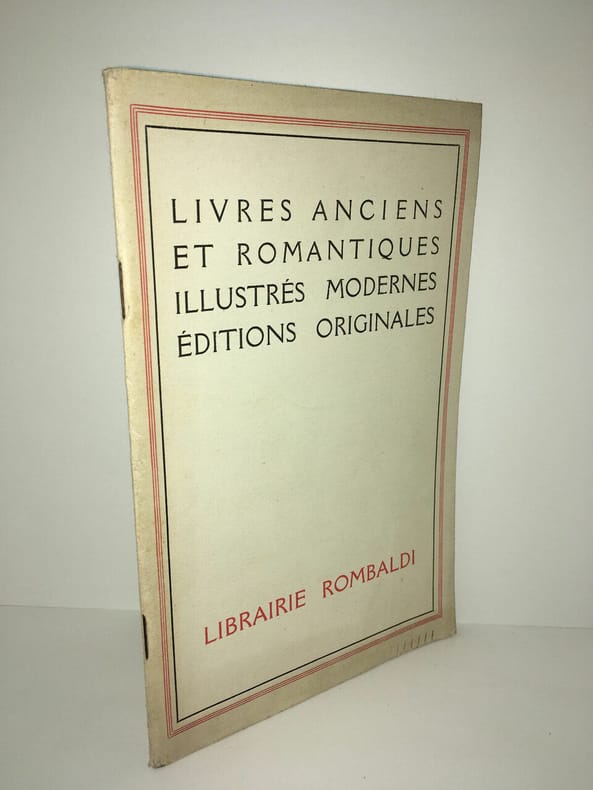 LIVRES ANCIENS
ET ROMANTIQUES
ILLUSTRÉS MODERNES
ÉDITIONS ORIGINALES
LIBRAIRIE ROMBALDI